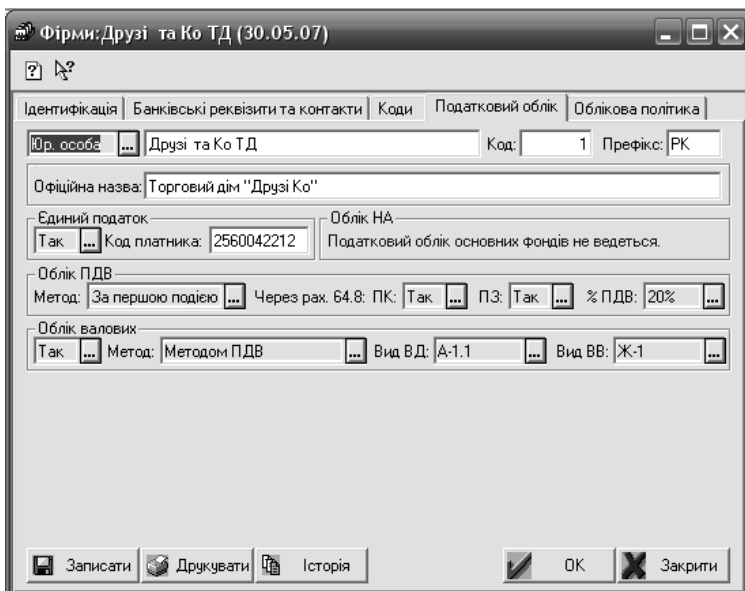 Фірми:Друзі та Ко ТД (30.05.07)
Ідентифікація Банківські реквізити та контакти Коди Податковий облік Облікова політика
Юр. особа ... Друзі та Ко ТД Код: 1 Префікс: РК
Офіційна назва: Торговий дім "Друзі Ко"
Єдиний податок Облік НА
Так ... Код платника: 2560042212 Податковий облік основних фондів не ведеться.
Облік ПДВ
Метод: За першою подією ... Через рах. 64.8: ПК: Так ... ПЗ: Так ... % ПДВ: 20% ...
Облік валових
Так ... Метод: Методом ПДВ ... Вид ВД: А-1.1 ... Вид ВВ: Ж-1 ...
Записати Друкувати Історія ОК Закрити